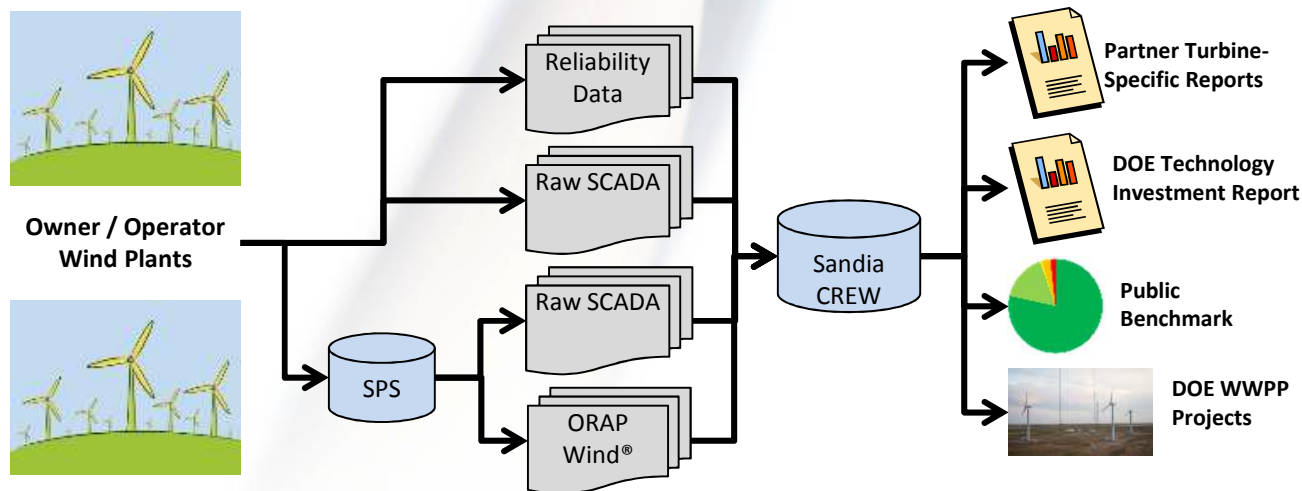 Owner / Operator
Wind Plants
SPS
Reliability
Data
Raw SCADA
Raw SCADA
ORAP
Wind®
Sandia
CREW
Partner Turbine-
Specific Reports
DOE Technology
Investment Report
Public
Benchmark
DOE WWPP
Projects